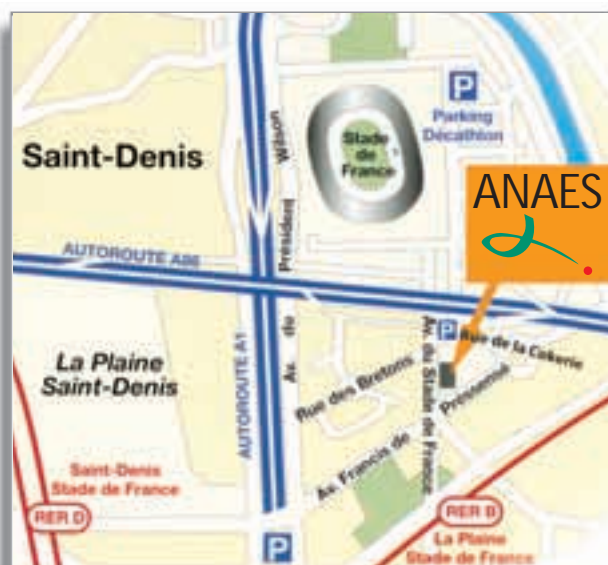 Saint-Denis
Stade
de
France
P
Parking
Décathlon
ANAES
Av. du Président Wilson
AUTOROUTE A86
AUTOROUTE A1
La Plaine
Saint-Denis
P
Rue de la Cokerie
Av. du Stade de France
Rue des Bretons
Av. Francis de Pressensé
Saint-Denis
Stade de France
RER D
P
RER B
La Plaine
Stade de France